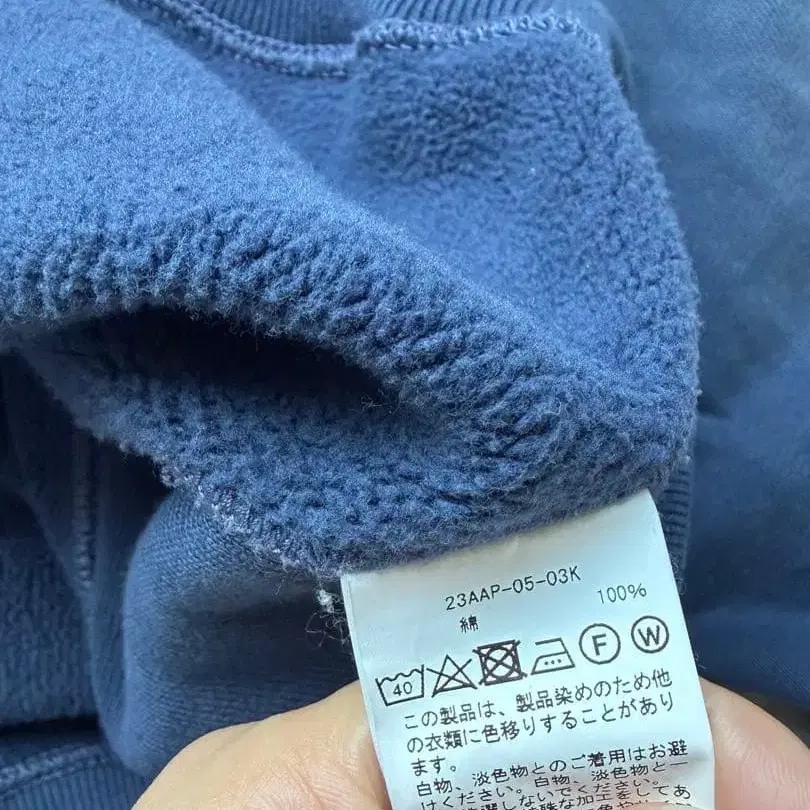 23AAP-05-03K
綿 100%
40 F W
この製品は、製品染めのため他
の衣類に色移りすることがあり
ます。
白物、淡色物とのご着用はお避
けください。白物、淡色物と一